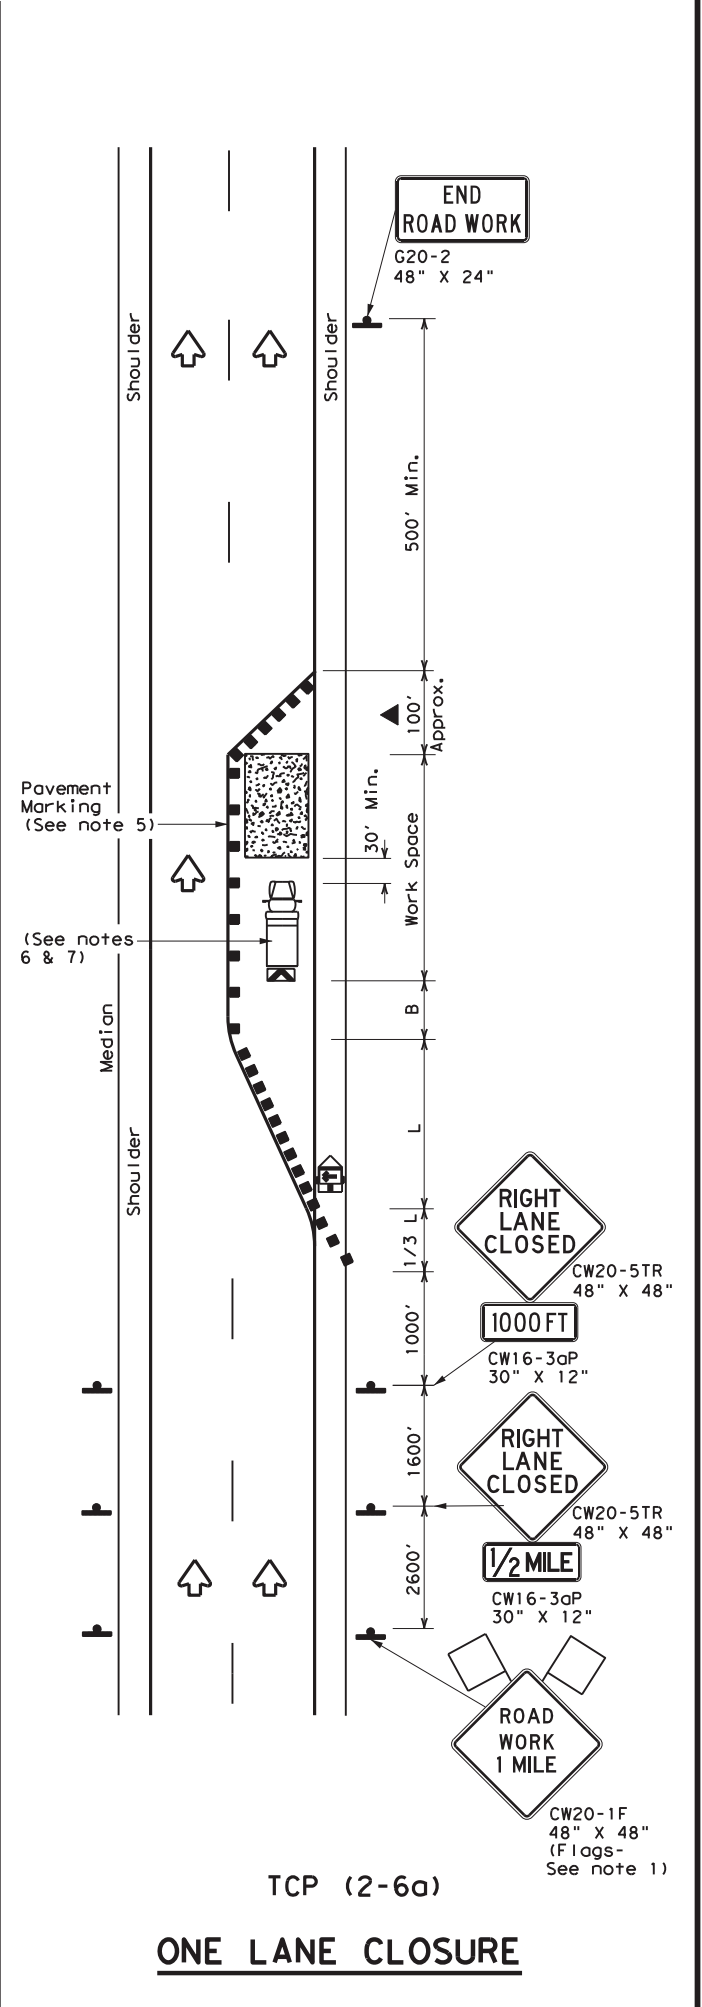 END
ROAD WORK
G20-2
48" X 24"
Shoulder
Shoulder
500' Min.
100'
Approx.
30' Min.
Work Space
Pavement
Marking
(See note 5)
(See notes
6 & 7)
B
Median
Shoulder
L
1/3 L
RIGHT
LANE
CLOSED
CW20-5TR
48" X 48"
1000 FT
CW16-3aP
30" X 12"
1000'
1600'
RIGHT
LANE
CLOSED
CW20-5TR
48" X 48"
1/2 MILE
CW16-3aP
30" X 12"
2600'
ROAD
WORK
1 MILE
CW20-1F
48" X 48"
(Flags-
See note 1)
TCP (2-6a)
ONE LANE CLOSURE